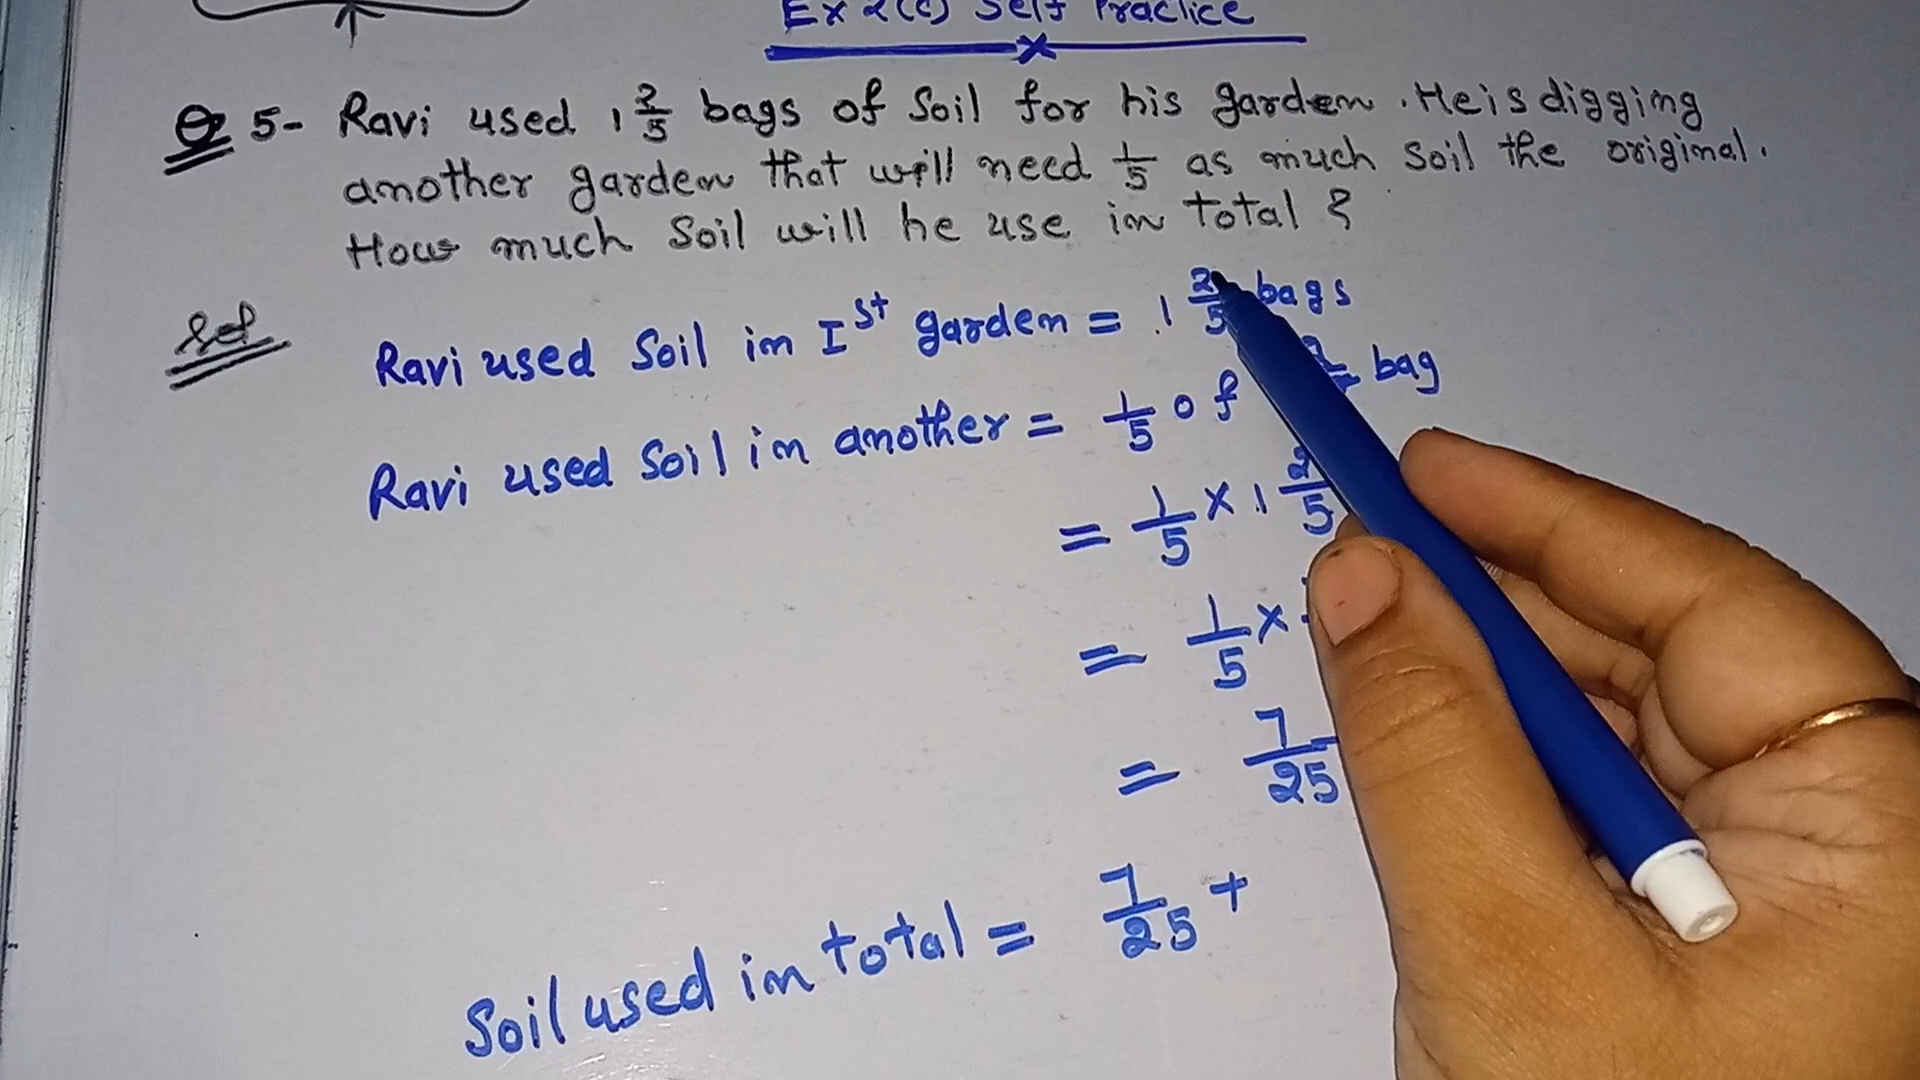 Ex 2(c) Self Practice
Q 5- Ravi used 1 2/5 bags of Soil for his garden. He is digging
another garden that will need 1/5 as much Soil the original.
How much Soil will he use in total ?
Sol
Ravi used Soil in Ist garden = 1 2/5 bags
Ravi used Soil in another = 1/5 of bag
= 1/5 × 1 2/5
= 1/5 ×
= 7/25
Soil used in total = 7/25 +